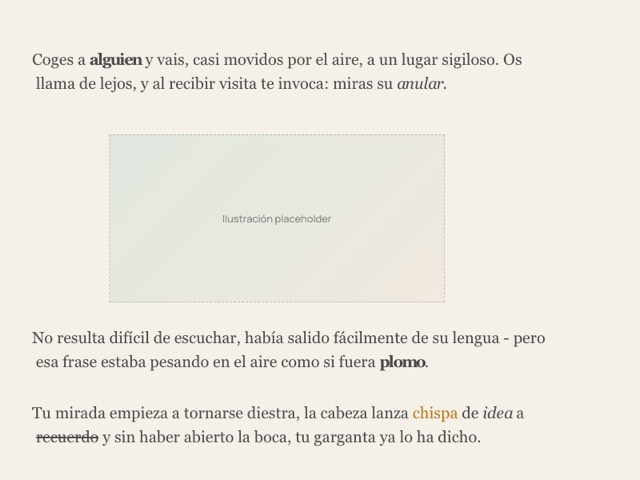 Coges a alguien y vais, casi movidos por el aire, a un lugar sigiloso. Os
llama de lejos, y al recibir visita te invoca: miras su anular.
Ilustración placeholder
No resulta difícil de escuchar, había salido fácilmente de su lengua - pero
esa frase estaba pesando en el aire como si fuera plomo.
Tu mirada empieza a tornarse diestra, la cabeza lanza chispa de idea a
recuerdo y sin haber abierto la boca, tu garganta ya lo ha dicho.